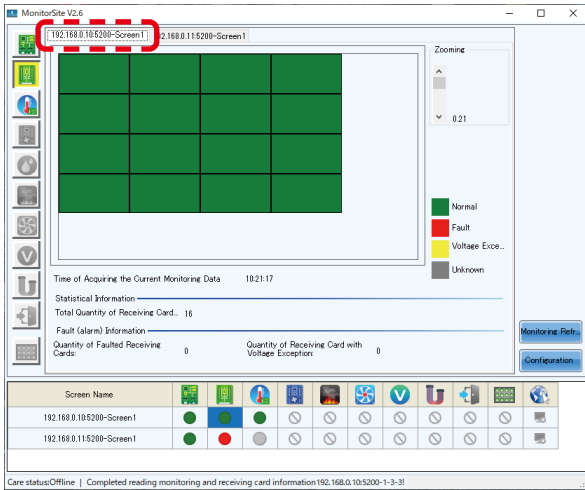 MonitorSite V2.6
192.168.0.10:5200-Screen1
2.168.0.11:5200-Screen1
Zooming
0.21
Normal
Fault
Voltage Exce...
Unknown
Time of Acquiring the Current Monitoring Data 10:21:17
Statistical Information
Total Quantity of Receiving Card... 16
Fault (alarm) Information
Quantity of Faulted Receiving Cards: 0
Quantity of Receiving Card with Voltage Exception: 0
Monitoring Refr...
Configuration
Screen Name
192.168.0.10:5200-Screen1
192.168.0.11:5200-Screen1
Care status:Offline | Completed reading monitoring and receiving card information192.168.0.10:5200-1-3-3!